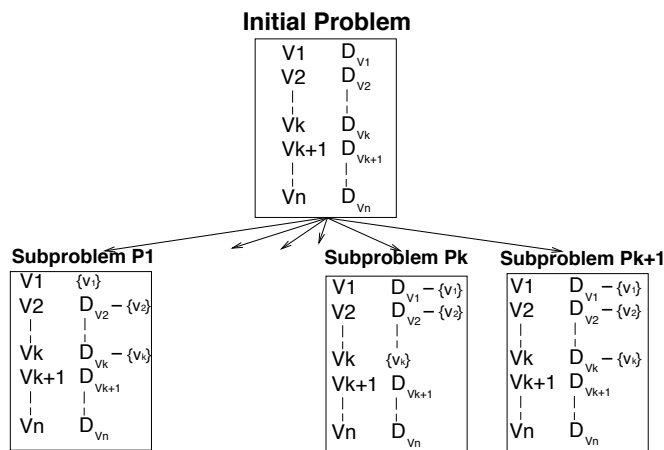 Initial Problem
V1 D_V1
V2 D_V2
Vk D_Vk
Vk+1 D_Vk+1
Vn D_Vn
Subproblem P1
V1 {v1}
V2 D_V2 – {v2}
Vk D_Vk – {vk}
Vk+1 D_Vk+1
Vn D_Vn
Subproblem Pk
V1 D_V1 – {v1}
V2 D_V2 – {v2}
Vk {vk}
Vk+1 D_Vk+1
Vn D_Vn
Subproblem Pk+1
V1 D_V1 – {v1}
V2 D_V2 – {v2}
Vk D_Vk – {vk}
Vk+1 D_Vk+1
Vn D_Vn